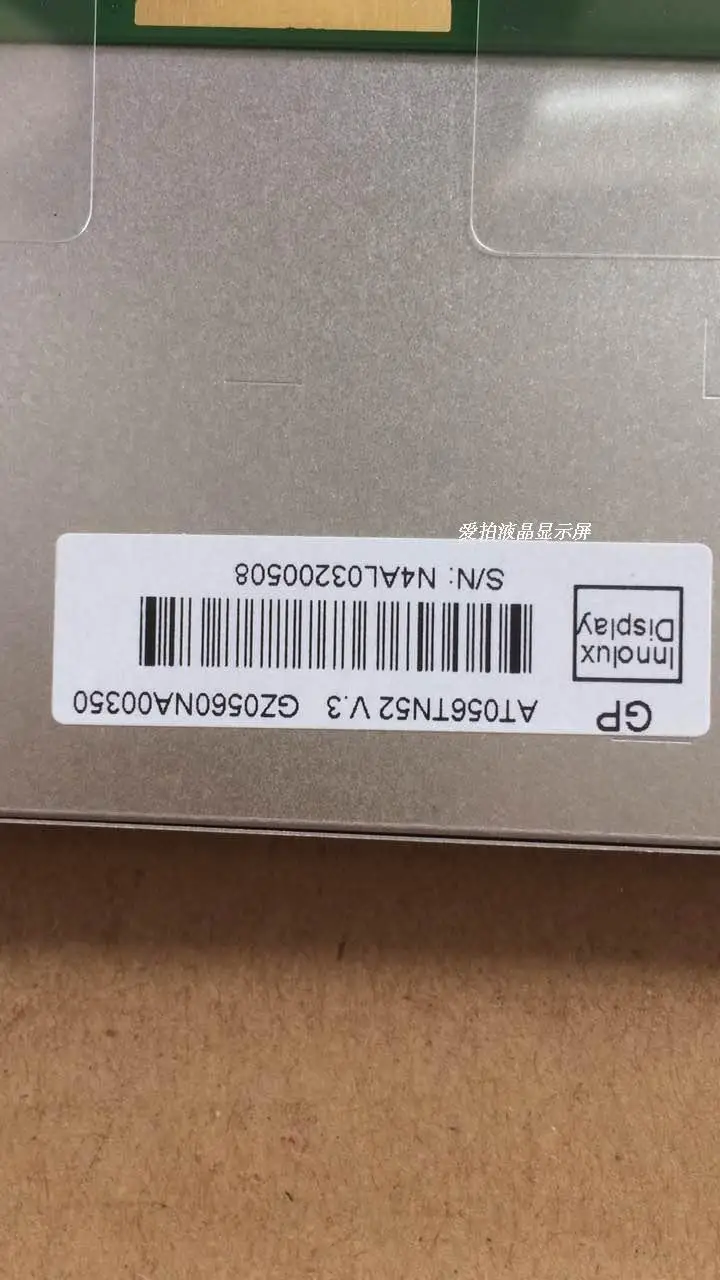 爱拍液晶显示屏
GP AT056TN52 V.3 GZ0560NA00350
Innolux
Display
S/N: N4AL03200508